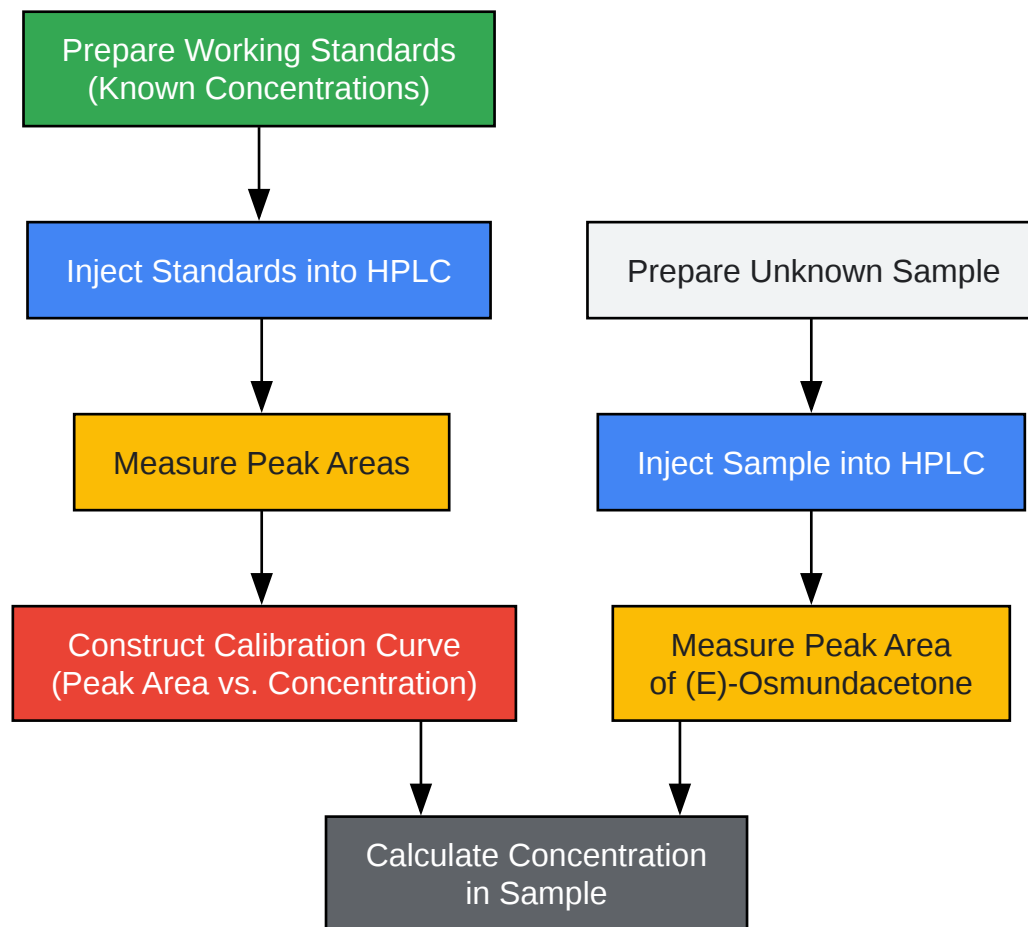 Prepare Working Standards
(Known Concentrations)
Inject Standards into HPLC
Prepare Unknown Sample
Measure Peak Areas
Inject Sample into HPLC
Construct Calibration Curve
(Peak Area vs. Concentration)
Measure Peak Area
of (E)-Osmundacetone
Calculate Concentration
in Sample